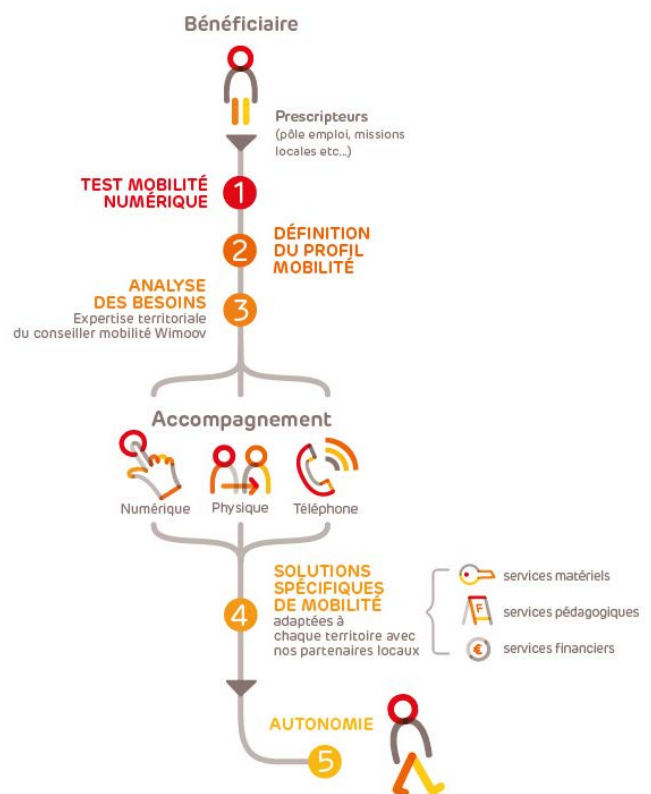 Bénéficiaire
Prescripteurs
(pôle emploi, missions
locales etc...)
TEST MOBILITÉ
NUMÉRIQUE
1
2
DÉFINITION
DU PROFIL
MOBILITÉ
ANALYSE
DES BESOINS
Expertise territoriale
du conseiller mobilité Wimoov
3
Accompagnement
Numérique
Physique
Téléphone
4
SOLUTIONS
SPÉCIFIQUES
DE MOBILITÉ
adaptées à
chaque territoire avec
nos partenaires locaux
services matériels
F
services pédagogiques
€
services financiers
AUTONOMIE
5